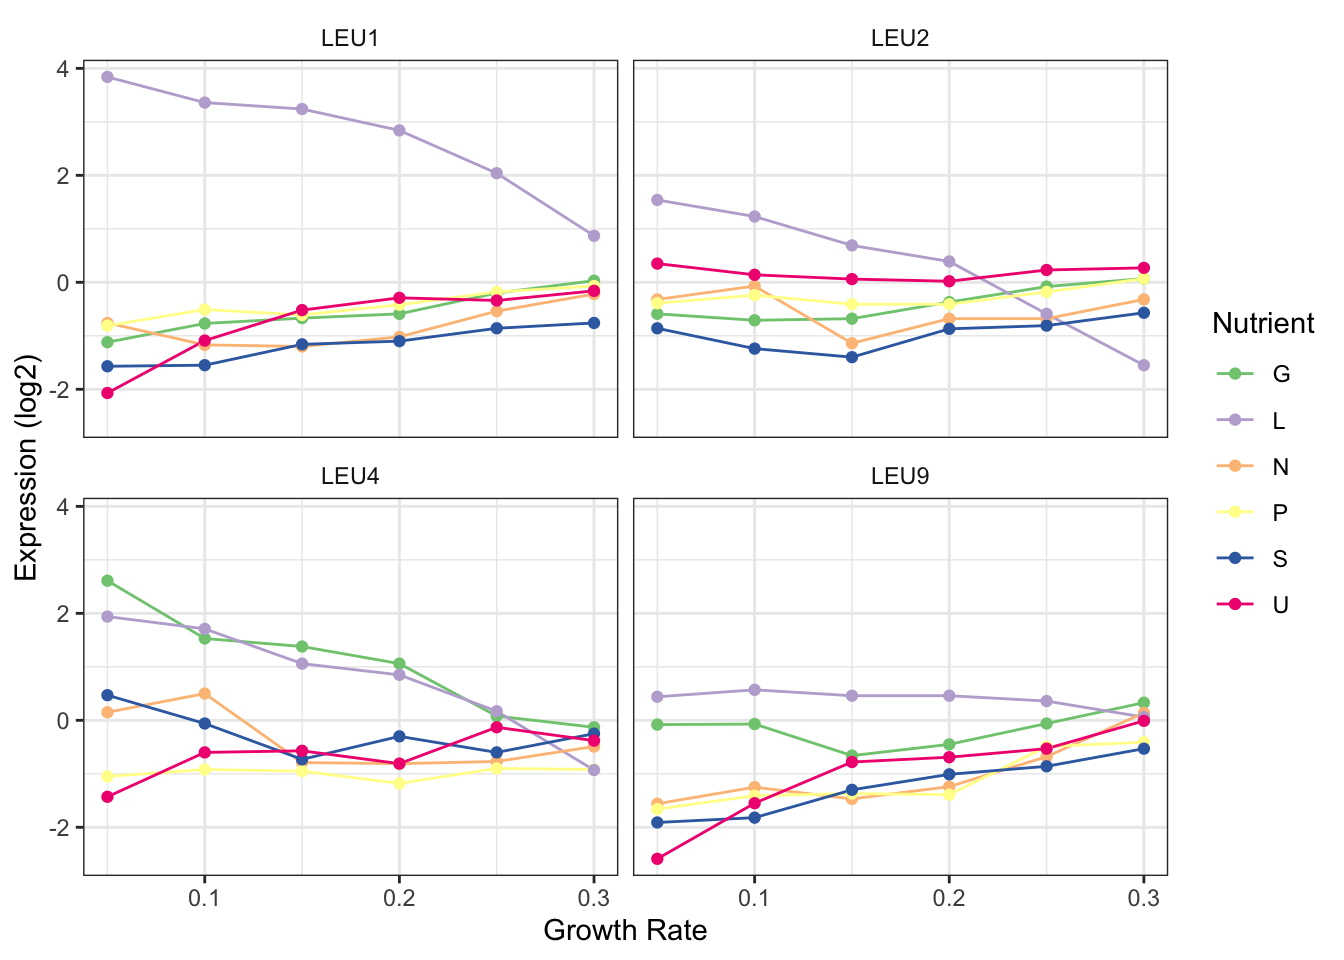 LEU1
LEU2
4
2
0
-2
LEU4
LEU9
4
2
0
-2
0.1
0.2
0.3
0.1
0.2
0.3
Growth Rate
Expression (log2)
Nutrient
G
L
N
P
S
U